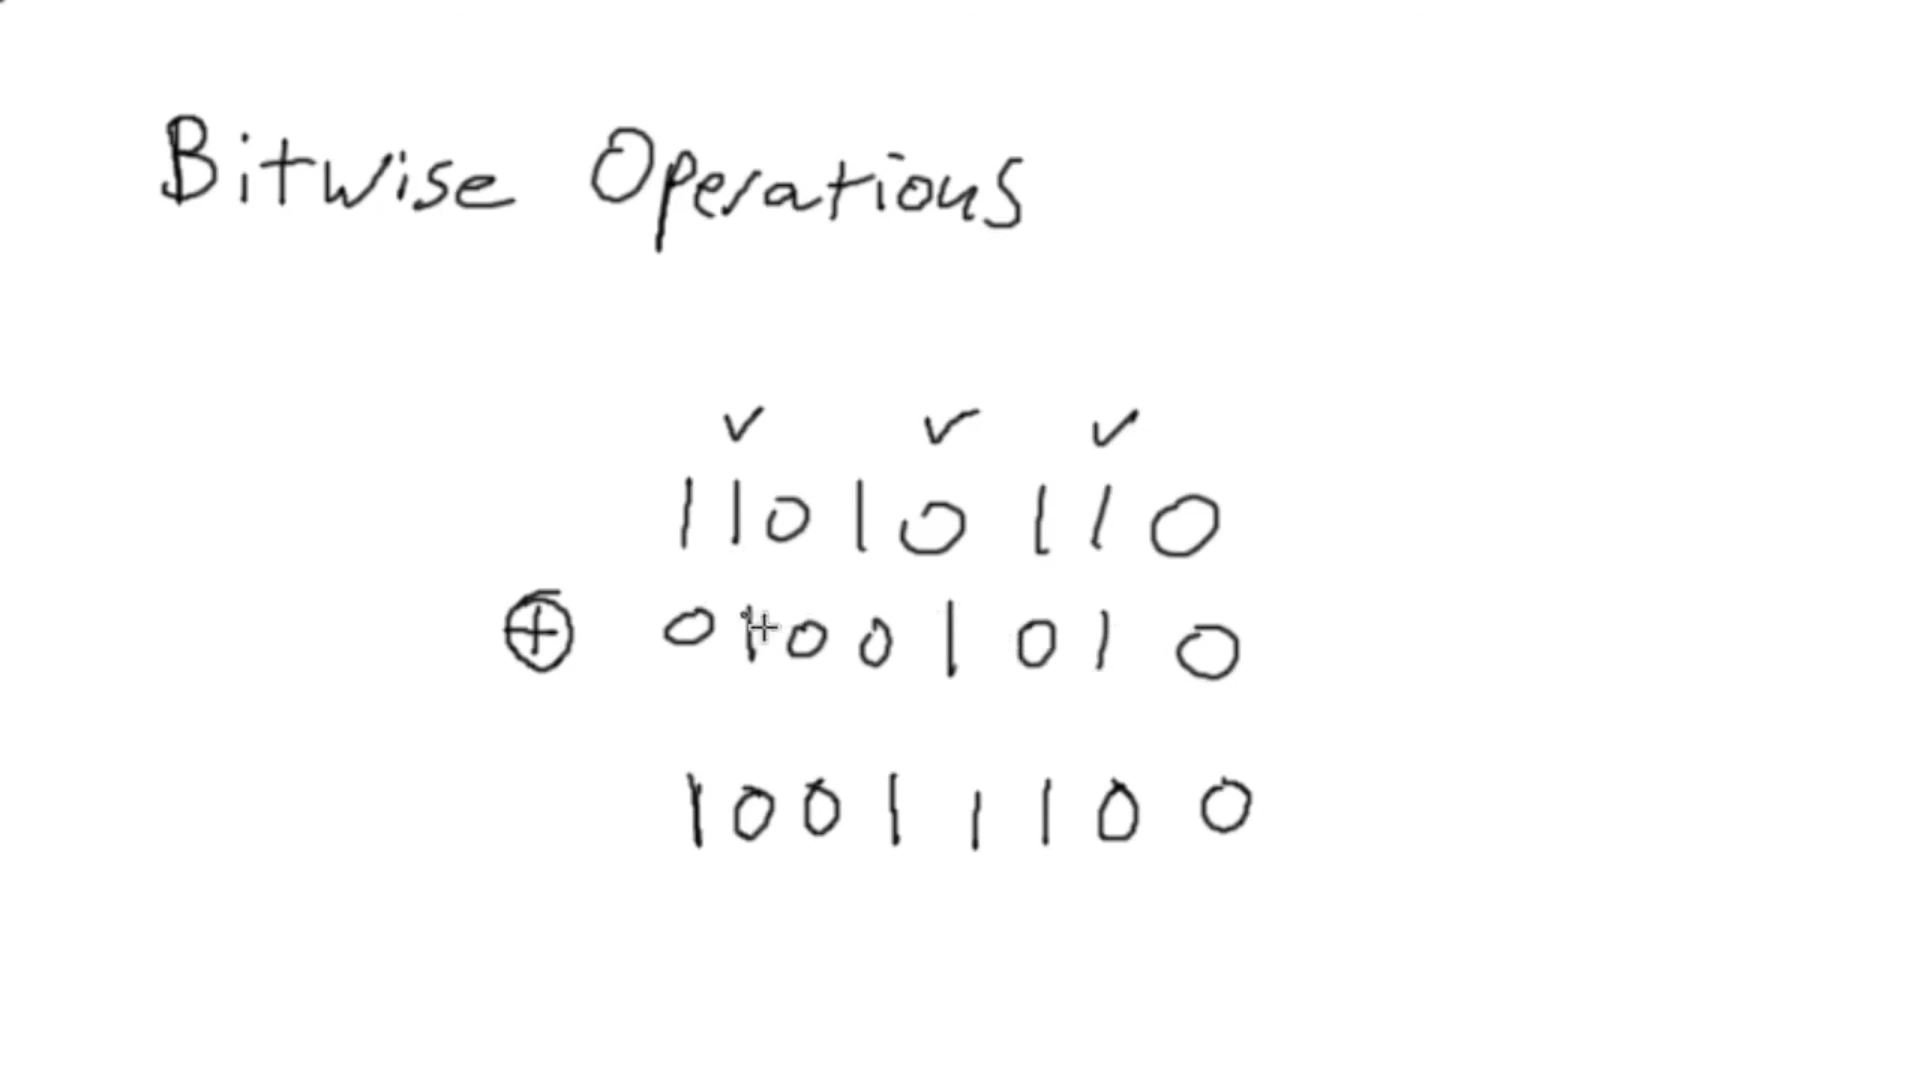 Bitwise Operations
✓ ✓ ✓
11010110
⊕ 01001010
10011100